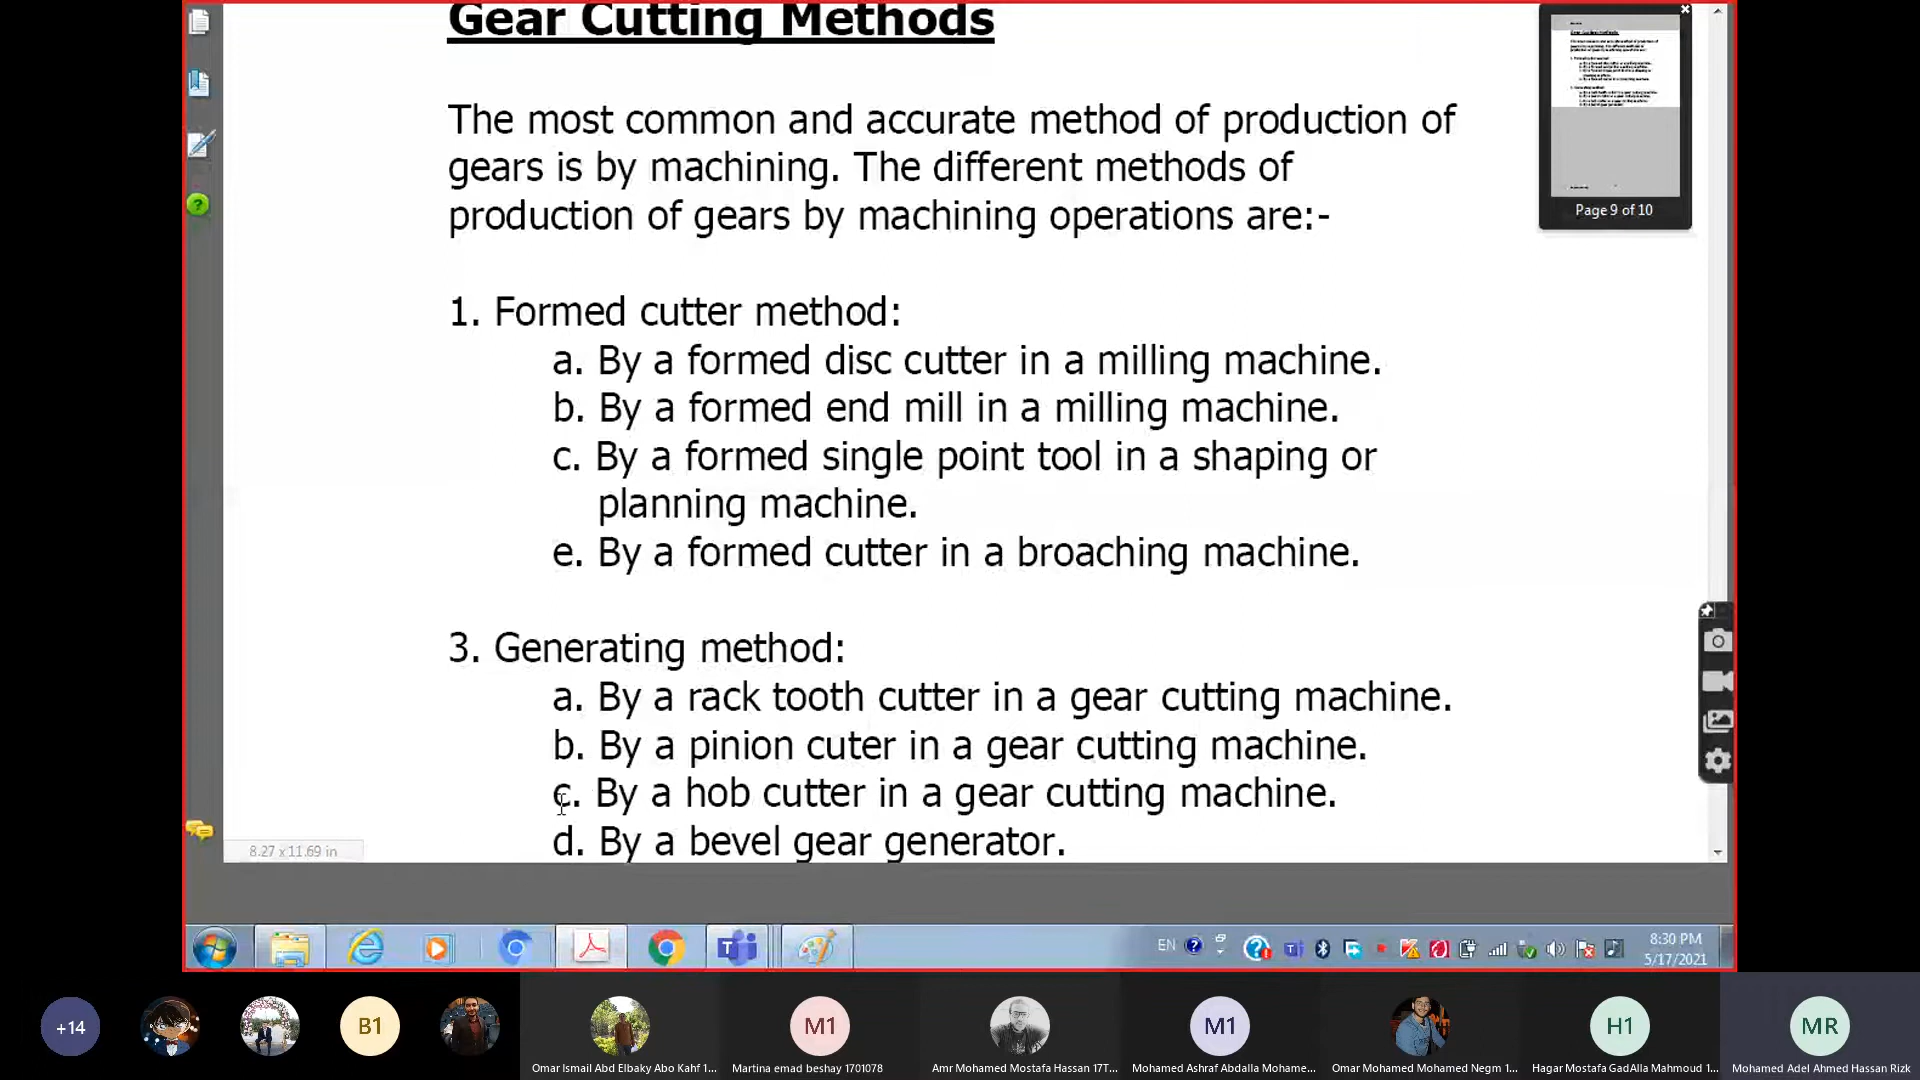 Gear Cutting Methods
The most common and accurate method of production of
gears is by machining. The different methods of
production of gears by machining operations are:-
1. Formed cutter method:
a. By a formed disc cutter in a milling machine.
b. By a formed end mill in a milling machine.
c. By a formed single point tool in a shaping or
planning machine.
e. By a formed cutter in a broaching machine.
3. Generating method:
a. By a rack tooth cutter in a gear cutting machine.
b. By a pinion cuter in a gear cutting machine.
c. By a hob cutter in a gear cutting machine.
d. By a bevel gear generator.
Page 9 of 10
8.27 x 11.69 in
EN
8:30 PM
5/17/2021
+14
B1
M1
M1
H1
MR
Omar Ismail Abd Elbaky Abo Kahf 1...
Martina emad beshay 1701078
Amr Mohamed Mostafa Hassan 17T...
Mohamed Ashraf Abdalla Mohame...
Omar Mohamed Mohamed Negm 1...
Hagar Mostafa GadAlla Mahmoud 1...
Mohamed Adel Ahmed Hassan Rizk